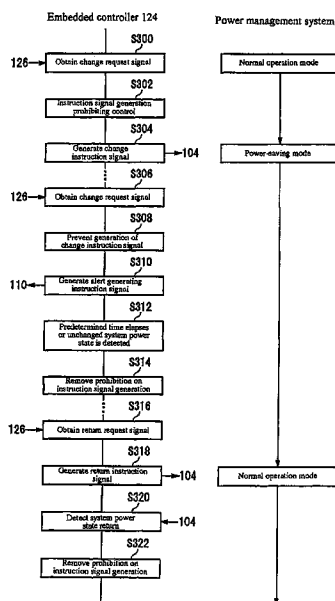 Embedded controller 124
Power management system
S300
126
Obtain change request signal
Normal operation mode
S302
Instruction signal generation
prohibiting control
S304
Generate change
instruction signal
104
Power-saving mode
S306
126
Obtain change request signal
S308
Prevent generation of
change instruction signal
S310
110
Generate alert generating
instruction signal
S312
Predetermined time elapses
or unchanged system power
state is detected
S314
Remove prohibition on
instruction signal generation
S316
126
Obtain return request signal
S318
Generate return instruction
signal
104
Normal operation mode
S320
Detect system power
state return
104
S322
Remove prohibition on
instruction signal generation